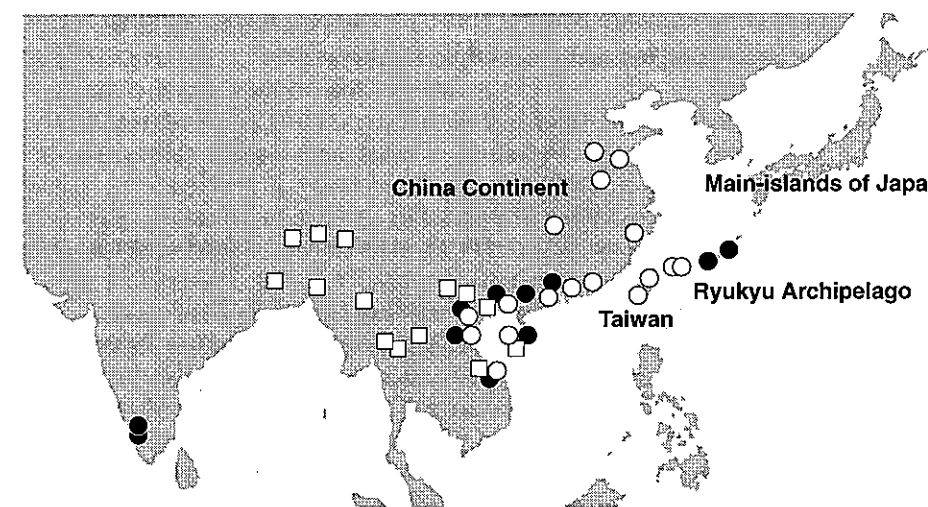 China Continent
Main-islands of Japa
Ryukyu Archipelago
Taiwan